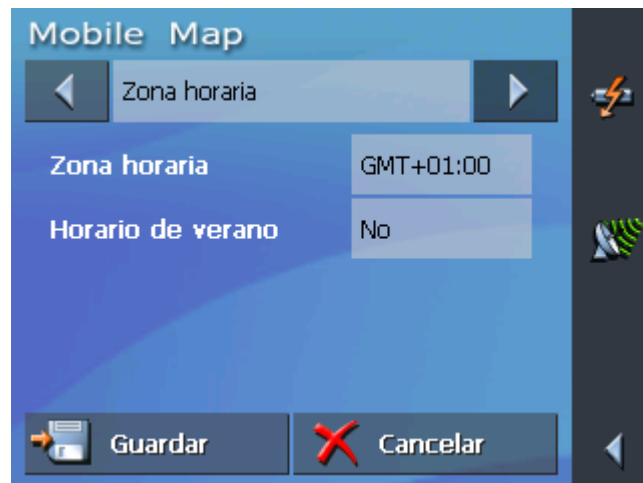 Mobile Map
Zona horaria
Zona horaria GMT+01:00
Horario de verano No
Guardar Cancelar